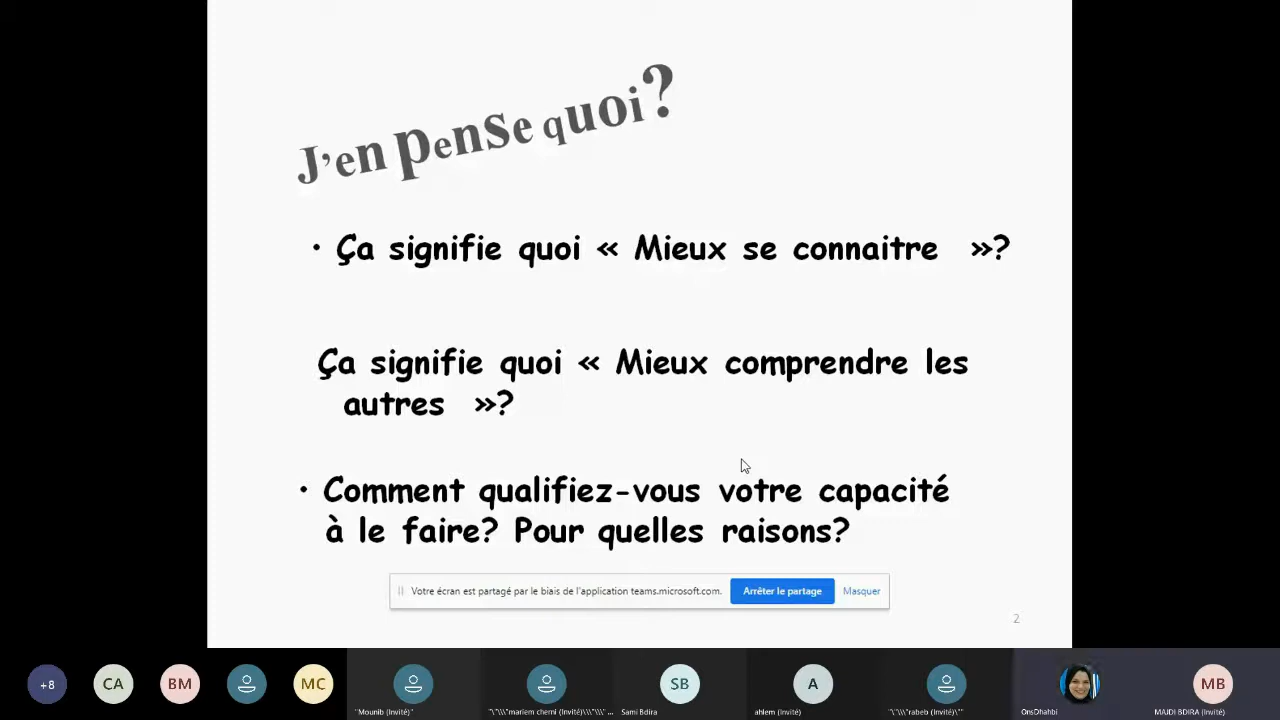 J'en pense quoi?
• Ça signifie quoi « Mieux se connaitre »?
Ça signifie quoi « Mieux comprendre les
autres »?
• Comment qualifiez-vous votre capacité
à le faire? Pour quelles raisons?
Votre écran est partagé par le biais de l'application teams.microsoft.com.
Arrêter le partage
Masquer
2
+8
CA
BM
MC
SB
A
MB
"Mounib (Invité)"
"\"\\\"mariem cherni (Invité)\\\"\\\" ...
Sami Bdira
ahlem (Invité)
"\"\\\"rabeb (Invité)\""
OnsDhahbi
MAJDI BDIRA (Invité)